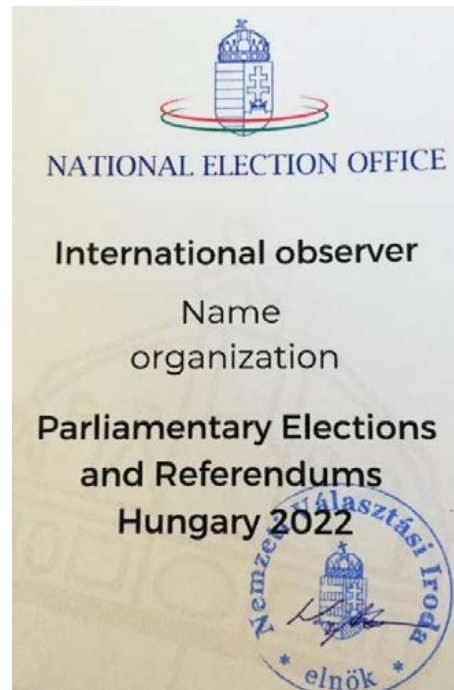 NATIONAL ELECTION OFFICE
International observer
Name
organization
Parliamentary Elections
and Referendums
Hungary 2022
Nemzeti Választási Iroda
* elnök *